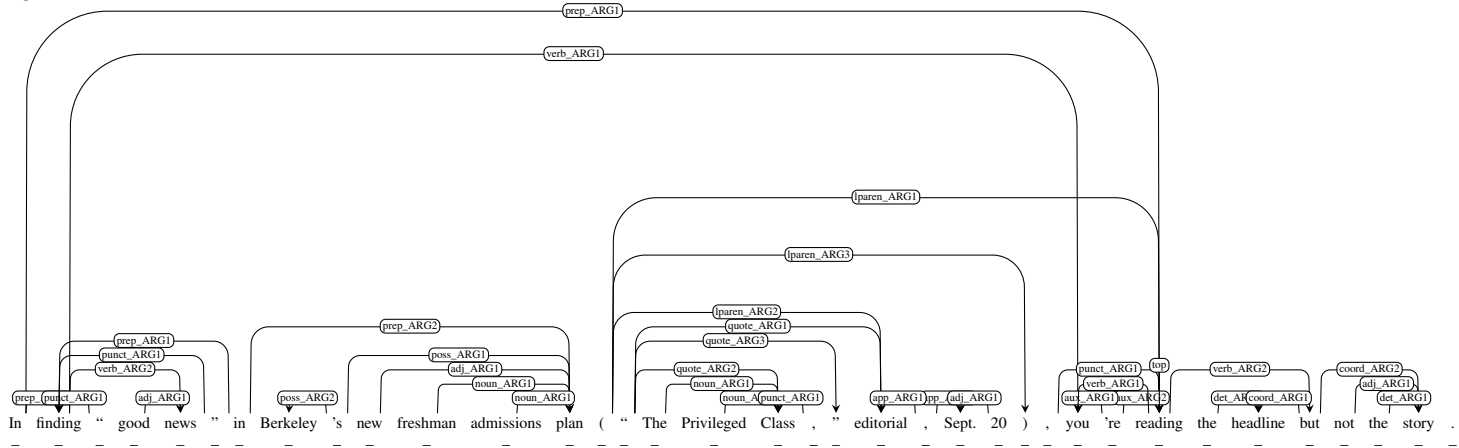 prep_ARG1
verb_ARG1
lparen_ARG1
lparen_ARG3
lparen_ARG2
prep_ARG2 quote_ARG1
prep_ARG1 quote_ARG3
punct_ARG1 poss_ARG1 top
verb_ARG2 adj_ARG1 quote_ARG2 punct_ARG1 verb_ARG2 coord_ARG2
noun_ARG1 noun_ARG1 verb_ARG1 adj_ARG1
punct_ARG1 adj_ARG1 poss_ARG2 noun_ARG1 punct_ARG1 app_ARG1 adj_ARG1 aux_ARG1 coord_ARG1 det_ARG1
In finding “ good news ” in Berkeley 's new freshman admissions plan ( “ The Privileged Class , ” editorial , Sept. 20 ) , you 're reading the headline but not the story .